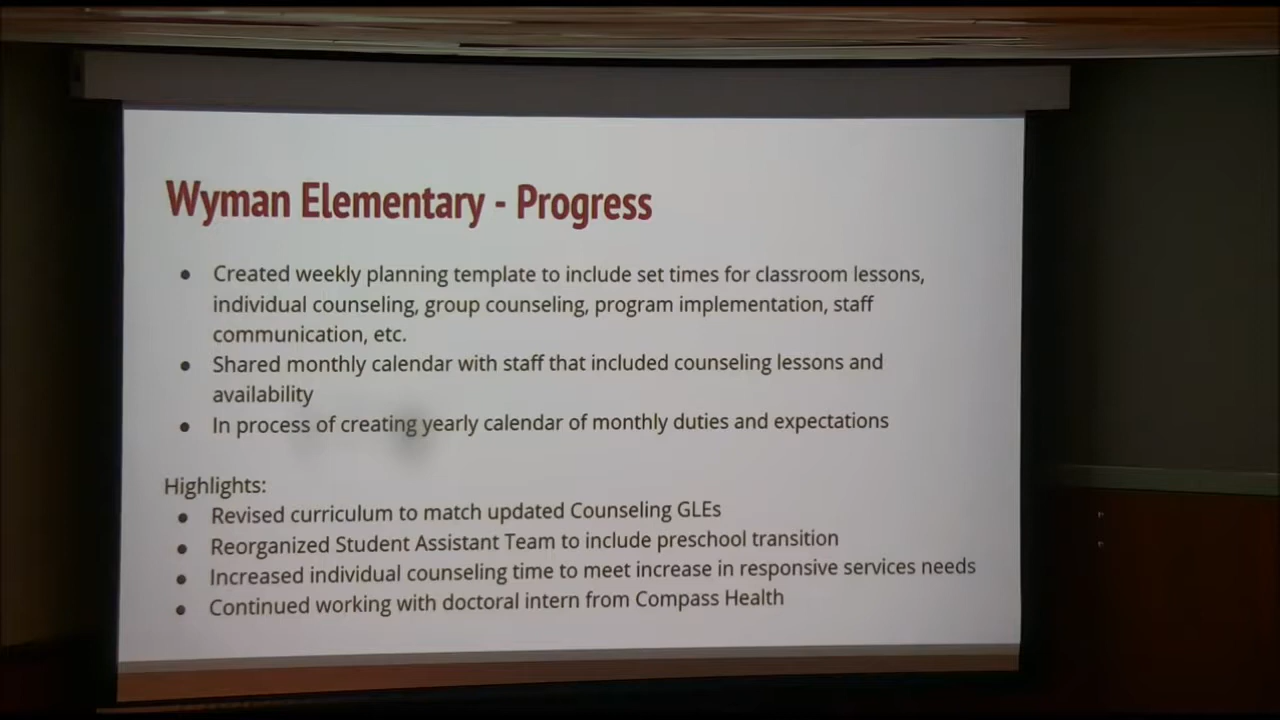 Wyman Elementary - Progress
● Created weekly planning template to include set times for classroom lessons,
individual counseling, group counseling, program implementation, staff
communication, etc.
● Shared monthly calendar with staff that included counseling lessons and
availability
● In process of creating yearly calendar of monthly duties and expectations
Highlights:
● Revised curriculum to match updated Counseling GLEs
● Reorganized Student Assistant Team to include preschool transition
● Increased individual counseling time to meet increase in responsive services needs
● Continued working with doctoral intern from Compass Health